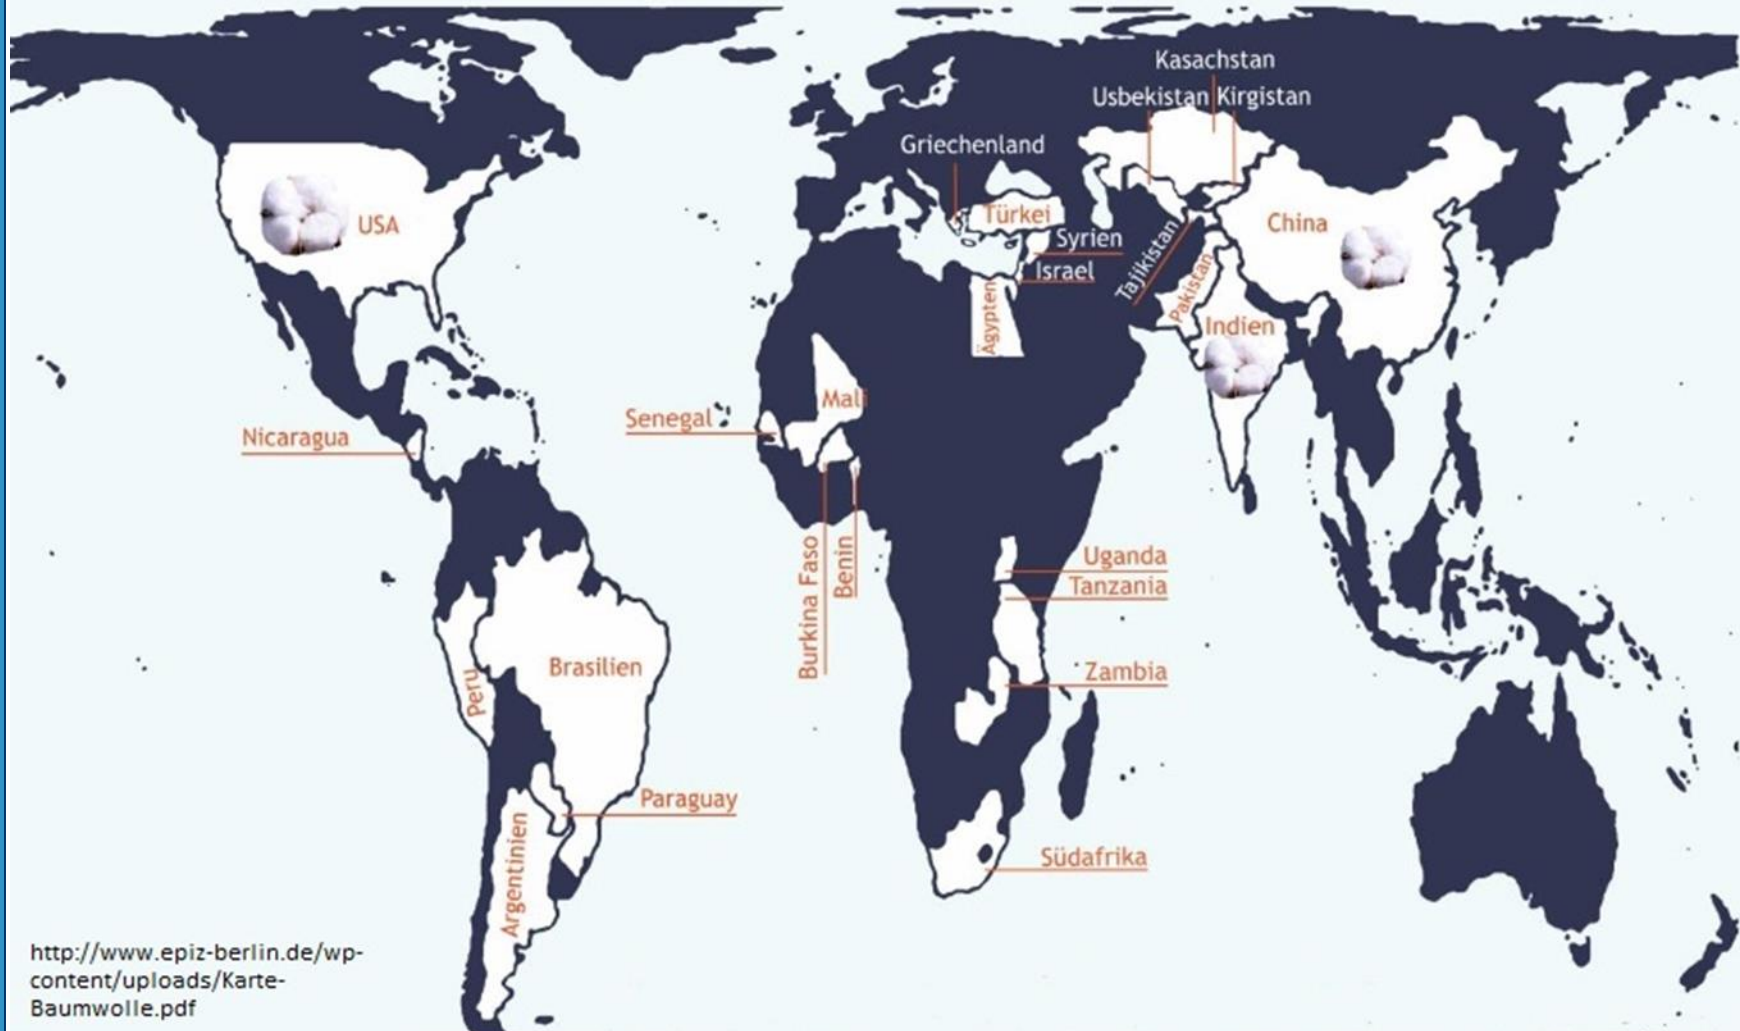 Kasachstan
Usbekistan
Kirgistan
Griechenland
USA
Türkei
China
Syrien
Israel
Tajikistan
Pakistan
Ägypten
Indien
Mali
Senegal
Nicaragua
Burkina Faso
Benin
Uganda
Tanzania
Zambia
Brasilien
Peru
Paraguay
Argentinien
Südafrika
http://www.epiz-berlin.de/wp-
content/uploads/Karte-
Baumwolle.pdf